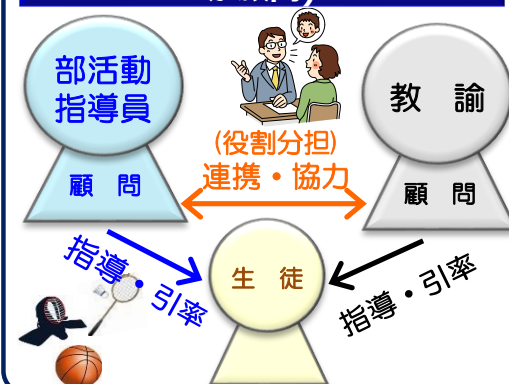 部活動
指導員
顧 問
(役割分担)
連携・協力
教 諭
顧 問
指導・引率
生 徒
指導・引率